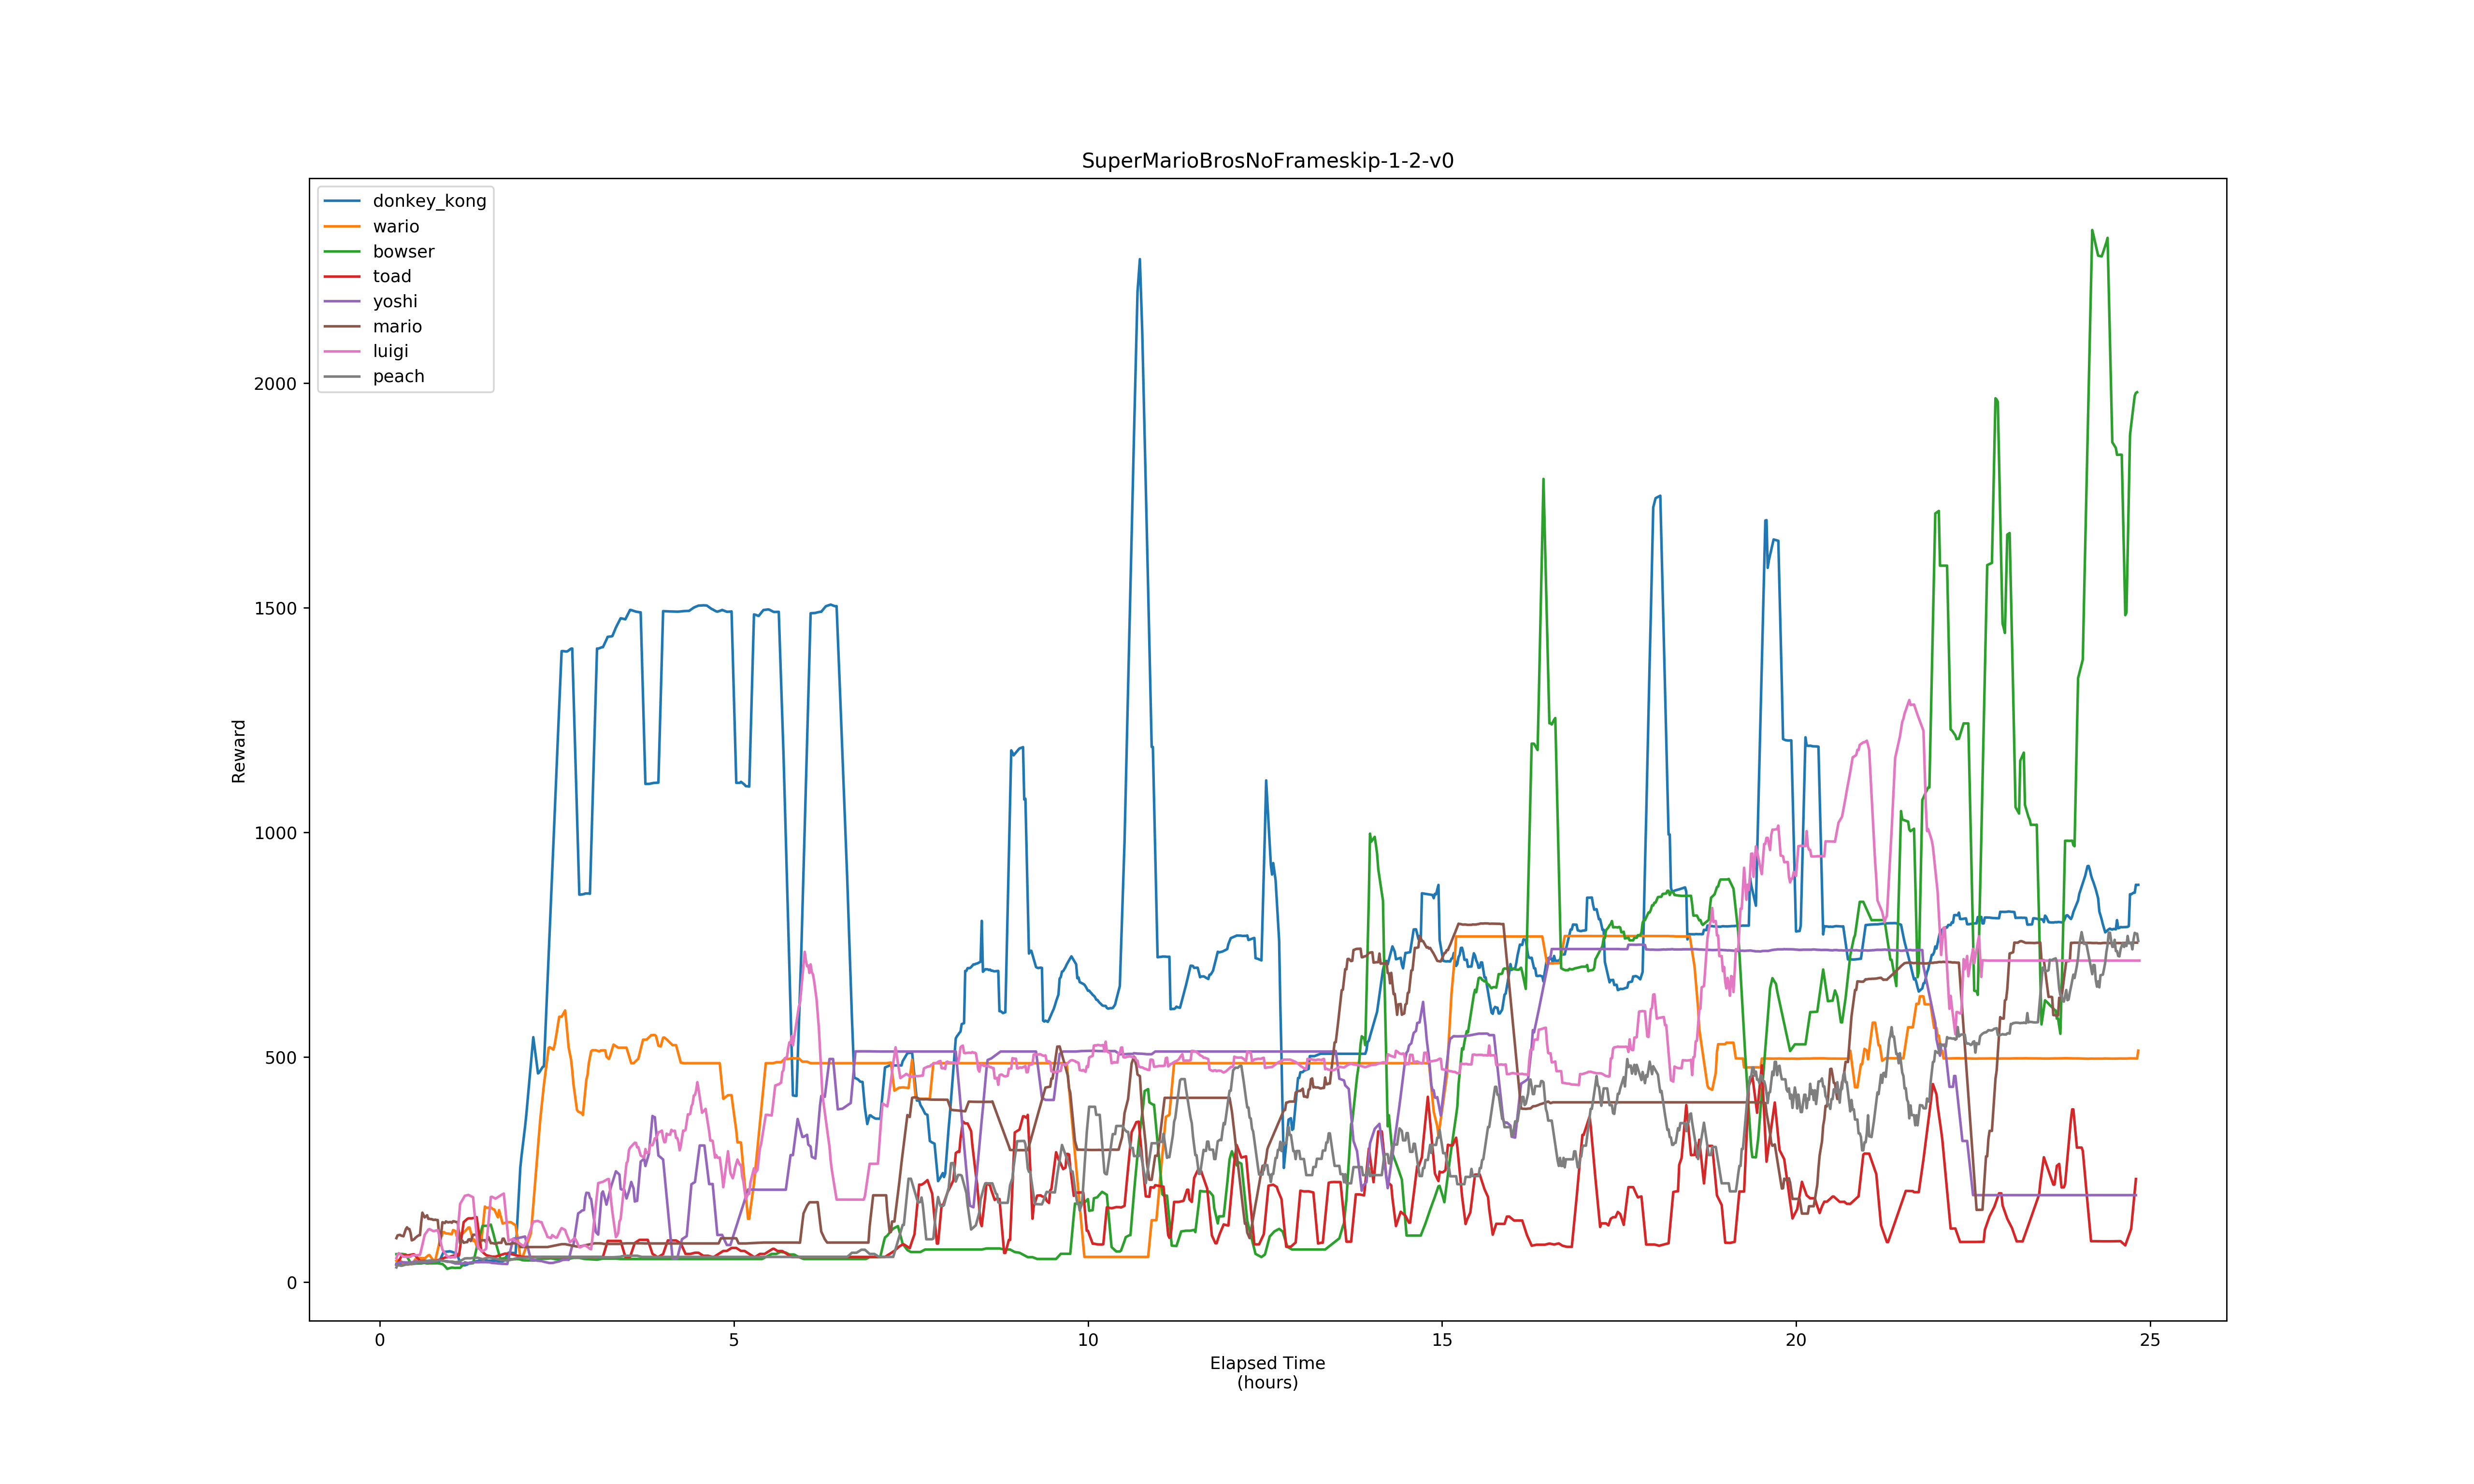 SuperMarioBrosNoFrameskip-1-2-v0
donkey_kong
wario
bowser
toad
yoshi
mario
luigi
peach
2000
1500
1000
500
0
Reward
0 5 10 15 20 25
Elapsed Time
(hours)